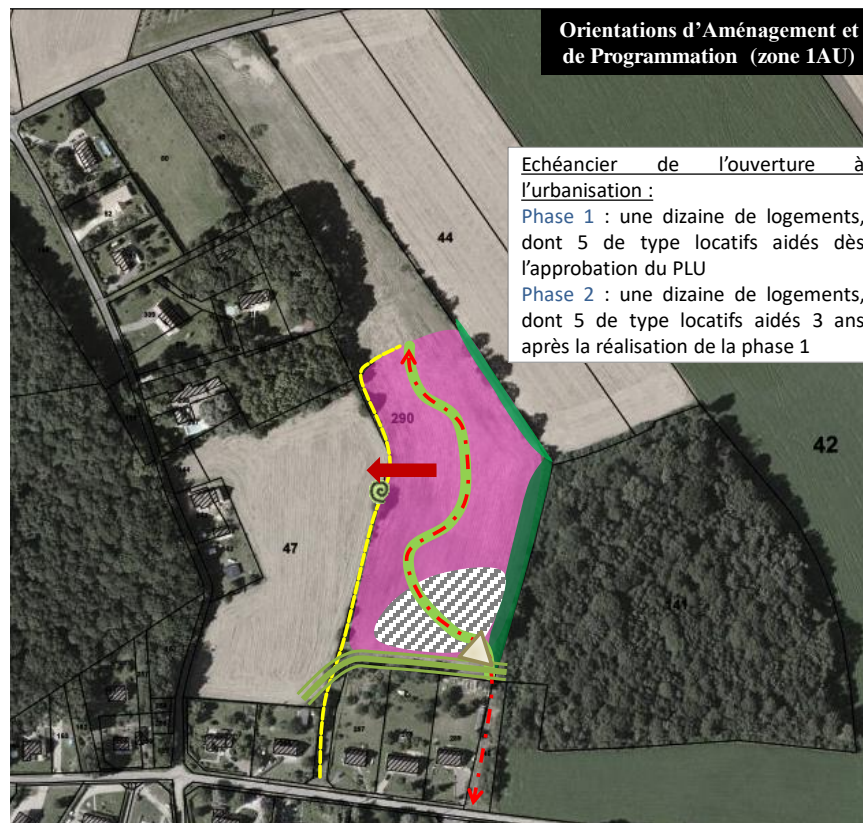 Orientations d’Aménagement et
de Programmation (zone 1AU)
Echéancier de l’ouverture à
l’urbanisation :
Phase 1 : une dizaine de logements,
dont 5 de type locatifs aidés dès
l’approbation du PLU
Phase 2 : une dizaine de logements,
dont 5 de type locatifs aidés 3 ans
après la réalisation de la phase 1
44
290
42
47